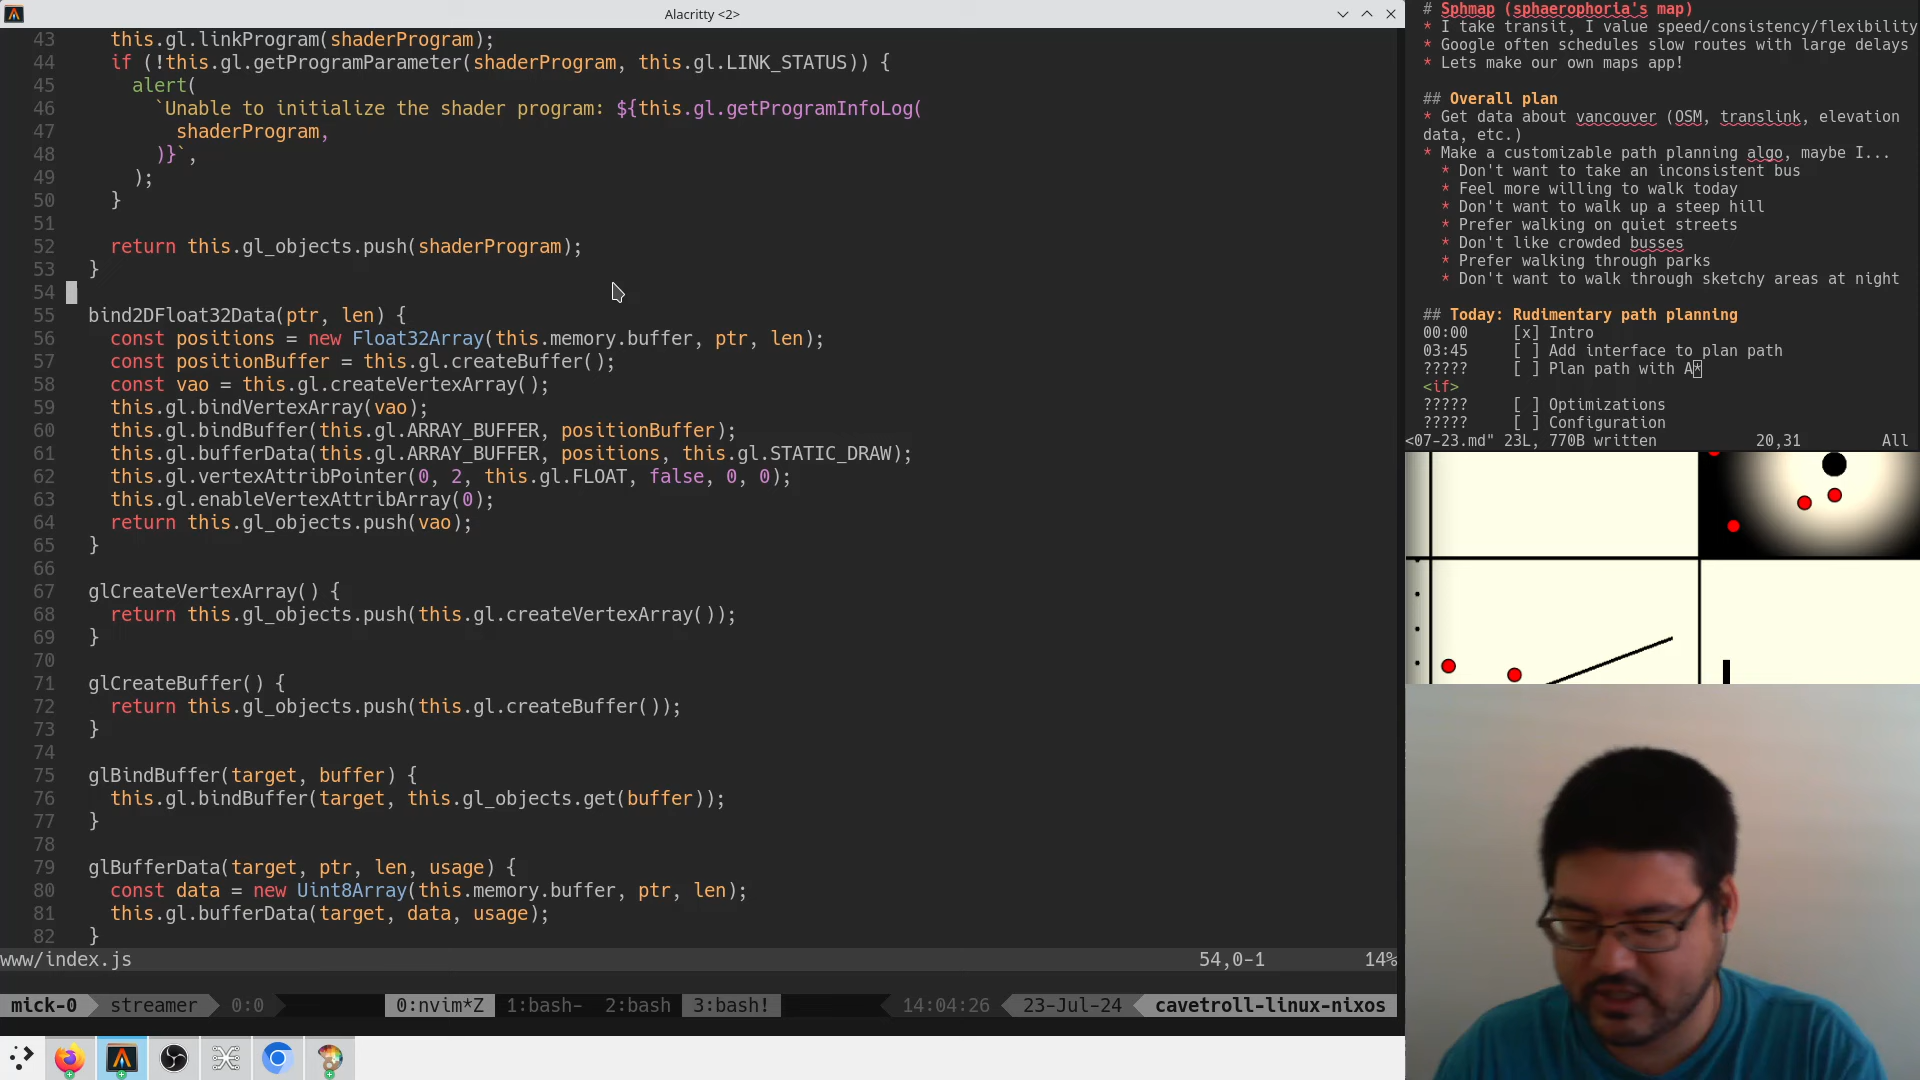 Alacritty <2>
43 this.gl.linkProgram(shaderProgram);
44 if (!this.gl.getProgramParameter(shaderProgram, this.gl.LINK_STATUS)) {
45 alert(
46 `Unable to initialize the shader program: ${this.gl.getProgramInfoLog(
47 shaderProgram,
48 )}`,
49 );
50 }
51
52 return this.gl_objects.push(shaderProgram);
53 }
54
55 bind2DFloat32Data(ptr, len) {
56 const positions = new Float32Array(this.memory.buffer, ptr, len);
57 const positionBuffer = this.gl.createBuffer();
58 const vao = this.gl.createVertexArray();
59 this.gl.bindVertexArray(vao);
60 this.gl.bindBuffer(this.gl.ARRAY_BUFFER, positionBuffer);
61 this.gl.bufferData(this.gl.ARRAY_BUFFER, positions, this.gl.STATIC_DRAW);
62 this.gl.vertexAttribPointer(0, 2, this.gl.FLOAT, false, 0, 0);
63 this.gl.enableVertexAttribArray(0);
64 return this.gl_objects.push(vao);
65 }
66
67 glCreateVertexArray() {
68 return this.gl_objects.push(this.gl.createVertexArray());
69 }
70
71 glCreateBuffer() {
72 return this.gl_objects.push(this.gl.createBuffer());
73 }
74
75 glBindBuffer(target, buffer) {
76 this.gl.bindBuffer(target, this.gl_objects.get(buffer));
77 }
78
79 glBufferData(target, ptr, len, usage) {
80 const data = new Uint8Array(this.memory.buffer, ptr, len);
81 this.gl.bufferData(target, data, usage);
82 }
www/index.js 54,0-1 14%
mick-0 streamer 0:0 0:nvim*Z 1:bash- 2:bash 3:bash! 14:04:26 23-Jul-24 cavetroll-linux-nixos
# Sphmap (sphaerophoria's map)
* I take transit, I value speed/consistency/flexibility
* Google often schedules slow routes with large delays
* Lets make our own maps app!
## Overall plan
* Get data about vancouver (OSM, translink, elevation
data, etc.)
* Make a customizable path planning algo, maybe I...
* Don't want to take an inconsistent bus
* Feel more willing to walk today
* Don't want to walk up a steep hill
* Prefer walking on quiet streets
* Don't like crowded busses
* Prefer walking through parks
* Don't want to walk through sketchy areas at night
## Today: Rudimentary path planning
00:00 [x] Intro
03:45 [ ] Add interface to plan path
????? [ ] Plan path with A*
<if>
????? [ ] Optimizations
????? [ ] Configuration
<07-23.md" 23L, 770B written 20,31 All